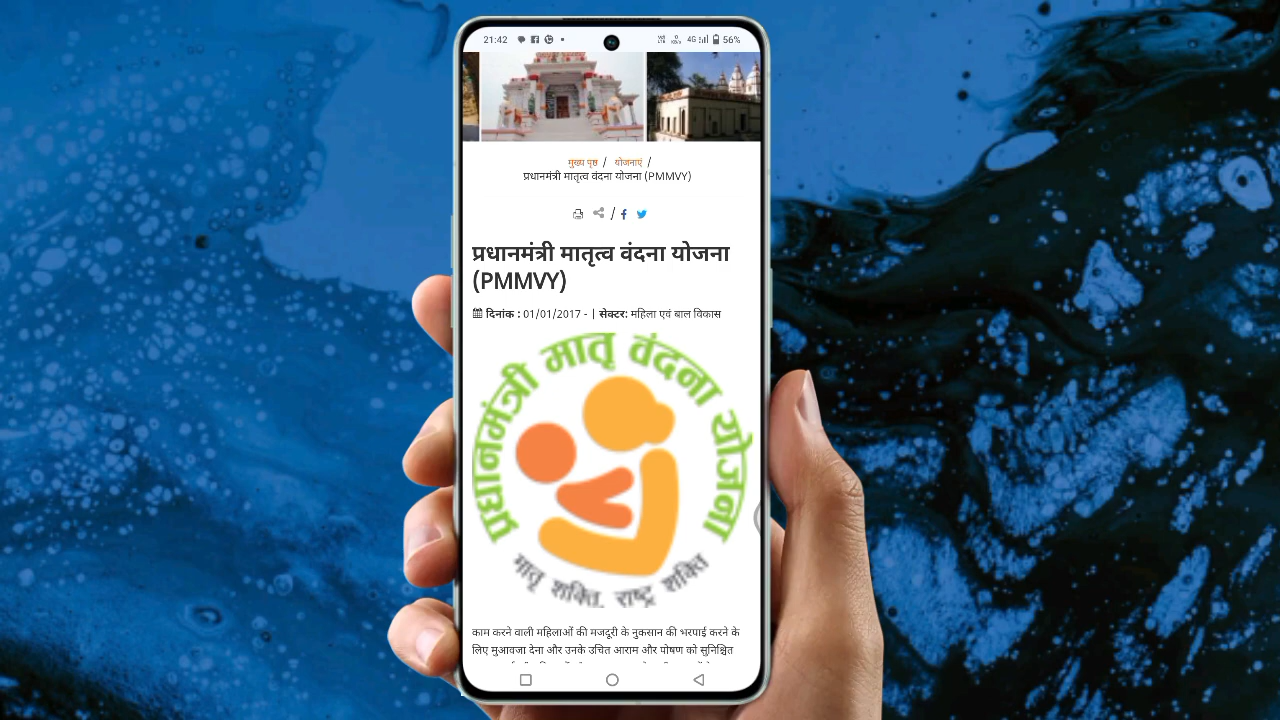 21:42
4G 56%
मुख्य पृष्ठ / योजनाएं /
प्रधानमंत्री मातृत्व वंदना योजना (PMMVY)
/
प्रधानमंत्री मातृत्व वंदना योजना
(PMMVY)
दिनांक : 01/01/2017 - | सेक्टर: महिला एवं बाल विकास
प्रधानमंत्री मातृ वंदना योजना
मातृ शक्ति, राष्ट्र शक्ति
काम करने वाली महिलाओं की मजदूरी के नुकसान की भरपाई करने के
लिए मुआवजा देना और उनके उचित आराम और पोषण को सुनिश्चित